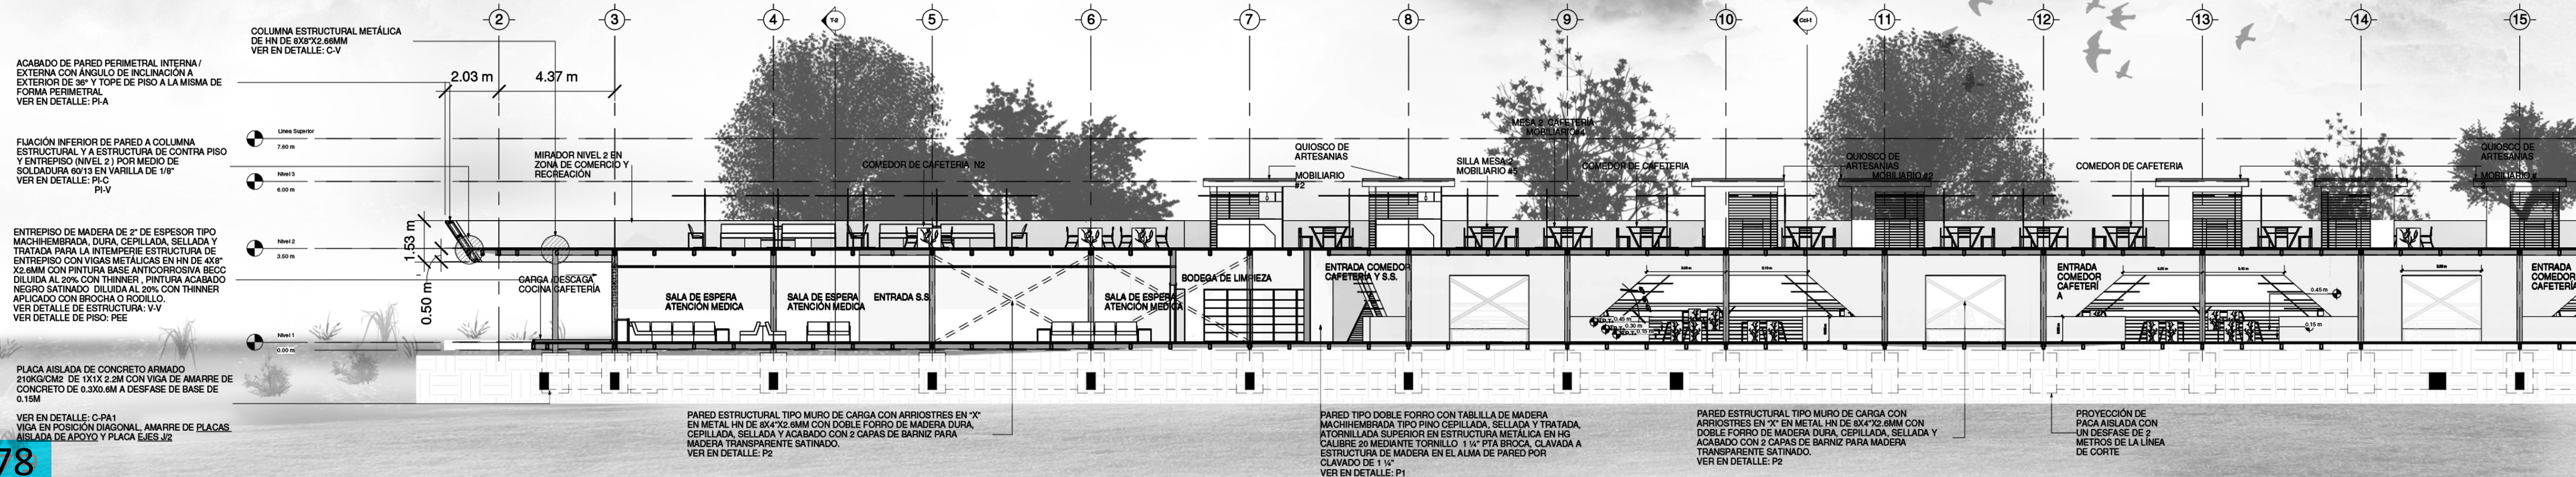 2
3
4
T-2
5
6
7
8
9
10
Col-1
11
12
13
14
15
COLUMNA ESTRUCTURAL METÁLICA
DE HN DE 8X8"X2.66MM
VER EN DETALLE: C-V
ACABADO DE PARED PERIMETRAL INTERNA /
EXTERNA CON ÁNGULO DE INCLINACIÓN A
EXTERIOR DE 36° Y TOPE DE PISO A LA MISMA DE
FORMA PERIMETRAL
VER EN DETALLE: PI-A
2.03 m
4.37 m
FIJACIÓN INFERIOR DE PARED A COLUMNA
ESTRUCTURAL Y A ESTRUCTURA DE CONTRA PISO
Y ENTREPISO (NIVEL 2 ) POR MEDIO DE
SOLDADURA 60/13 EN VARILLA DE 1/8"
VER EN DETALLE: PI-C
PI-V
Línea Superior
7.60 m
Nivel 3
6.00 m
Nivel 2
3.50 m
Nivel 1
0.00 m
ENTREPISO DE MADERA DE 2" DE ESPESOR TIPO
MACHIHEMBRADA, DURA, CEPILLADA, SELLADA Y
TRATADA PARA LA INTEMPERIE ESTRUCTURA DE
ENTREPISO CON VIGAS METÁLICAS EN HN DE 4X8"
X2.6MM CON PINTURA BASE ANTICORROSIVA BECC
DILUIDA AL 20% CON THINNER , PINTURA ACABADO
NEGRO SATINADO DILUIDA AL 20% CON THINNER
APLICADO CON BROCHA O RODILLO.
VER DETALLE DE ESTRUCTURA: V-V
VER DETALLE DE PISO: PEE
1.53 m
0.50 m
MIRADOR NIVEL 2 EN
ZONA DE COMERCIO Y
RECREACIÓN
COMEDOR DE CAFETERIA N2
QUIOSCO DE
ARTESANIAS
MOBILIARIO
#2
MESA 2 CAFETERIA
MOBILIARIO#4
SILLA MESA 2
MOBILIARIO #5
COMEDOR DE CAFETERIA
QUIOSCO DE
ARTESANIAS
MOBILIARIO #2
COMEDOR DE CAFETERIA
QUIOSCO DE
ARTESANIAS
MOBILIARIO #
CARGA /DESCAGA
COCINA CAFETERÍA
SALA DE ESPERA
ATENCIÓN MEDICA
SALA DE ESPERA
ATENCIÓN MEDICA
ENTRADA S.S.
SALA DE ESPERA
ATENCIÓN MEDICA
BODEGA DE LIMPIEZA
ENTRADA COMEDOR
CAFETERÍA Y S.S.
0.45 m
0.30 m
0.15 m
ENTRADA
COMEDOR
CAFETERÍ
A
0.45 m
0.15 m
ENTRADA
COMEDOR
CAFETERÍA
PLACA AISLADA DE CONCRETO ARMADO
210KG/CM2 DE 1X1X 2.2M CON VIGA DE AMARRE DE
CONCRETO DE 0.3X0.6M A DESFASE DE BASE DE
0.15M
VER EN DETALLE: C-PA1
VIGA EN POSICIÓN DIAGONAL, AMARRE DE PLACAS
AISLADA DE APOYO Y PLACA EJES J/2
PARED ESTRUCTURAL TIPO MURO DE CARGA CON ARRIOSTRES EN "X"
EN METAL HN DE 8X4"X2.6MM CON DOBLE FORRO DE MADERA DURA,
CEPILLADA, SELLADA Y ACABADO CON 2 CAPAS DE BARNIZ PARA
MADERA TRANSPARENTE SATINADO.
VER EN DETALLE: P2
PARED TIPO DOBLE FORRO CON TABLILLA DE MADERA
MACHIHEMBRADA TIPO PINO CEPILLADA, SELLADA Y TRATADA,
ATORNILLADA SUPERIOR EN ESTRUCTURA METÁLICA EN HG
CALIBRE 20 MEDIANTE TORNILLO 1 ¼" PTA BROCA, CLAVADA A
ESTRUCTURA DE MADERA EN EL ALMA DE PARED POR
CLAVADO DE 1 ¼"
VER EN DETALLE: P1
PARED ESTRUCTURAL TIPO MURO DE CARGA CON
ARRIOSTRES EN "X" EN METAL HN DE 8X4"X2.6MM CON
DOBLE FORRO DE MADERA DURA, CEPILLADA, SELLADA Y
ACABADO CON 2 CAPAS DE BARNIZ PARA MADERA
TRANSPARENTE SATINADO.
VER EN DETALLE: P2
PROYECCIÓN DE
PACA AISLADA CON
UN DESFASE DE 2
METROS DE LA LÍNEA
DE CORTE
78